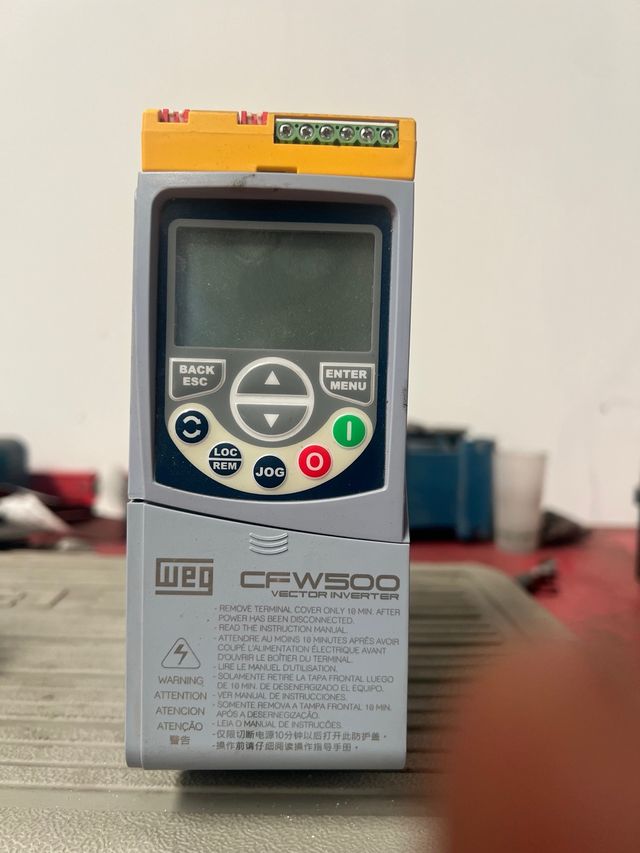 BACK
ESC
ENTER
MENU
LOC
REM
JOG
WEG
CFW500
VECTOR INVERTER
- REMOVE TERMINAL COVER ONLY 10 MIN. AFTER
POWER HAS BEEN DISCONNECTED.
- READ THE INSTRUCTION MANUAL.
- ATTENDRE AU MOINS 10 MINUTES APRÈS AVOIR
COUPÉ L'ALIMENTATION ÉLECTRIQUE AVANT
D'OUVRIR LE BOÎTIER DU TERMINAL.
- LIRE LE MANUEL D'UTILISATION.
- SOLAMENTE RETIRE LA TAPA FRONTAL LUEGO
DE 10 MIN. DE DESENERGIZADO EL EQUIPO.
- VER MANUAL DE INSTRUCCIONES.
- SOMENTE REMOVA A TAMPA FRONTAL 10 MIN.
APÓS A DESERNEGIZAÇÃO.
- LEIA O MANUAL DE INSTRUÇÕES.
- 仅限切断电源10分钟以后打开此防护盖。
- 操作前请仔细阅读操作指导手册。
WARNING
ATTENTION
ATENCION
ATENÇÃO
警告